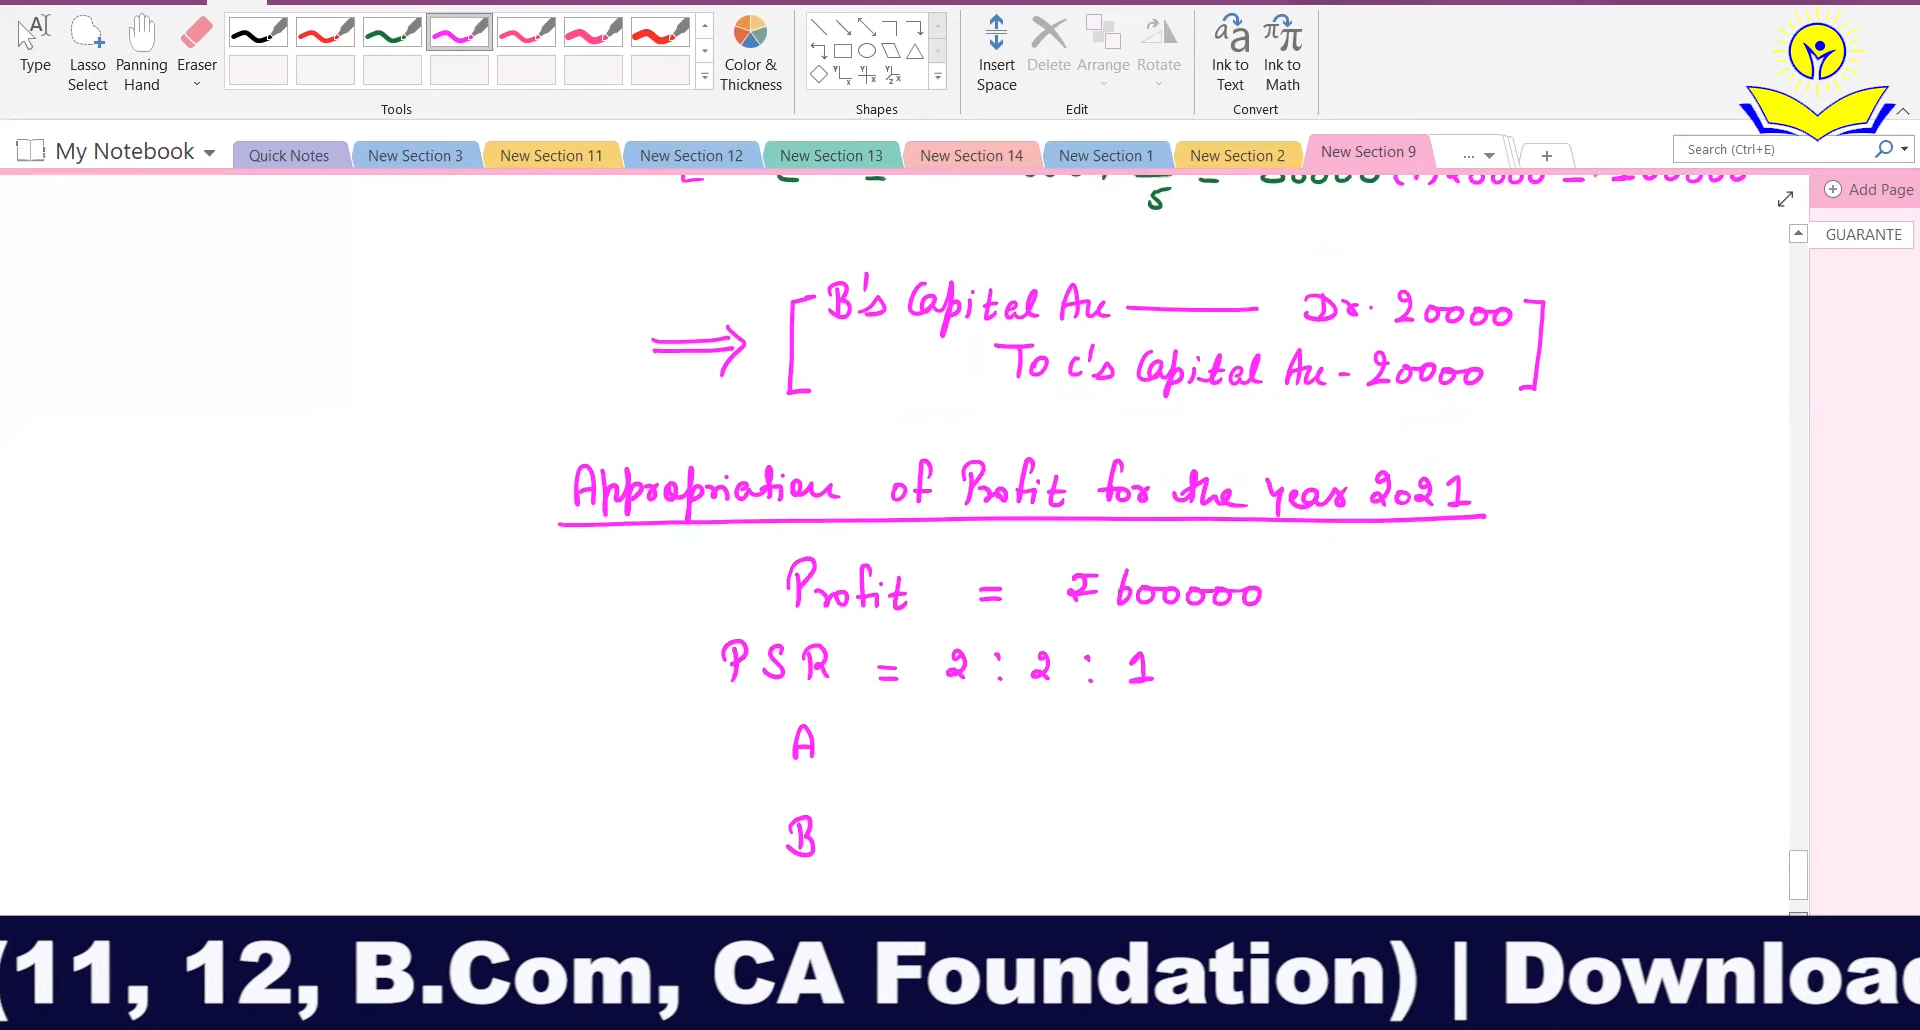 Type
Lasso Select
Panning Hand
Eraser
Color & Thickness
Insert Space
Delete
Arrange
Rotate
Ink to Text
Ink to Math
Tools
Shapes
Edit
Convert
My Notebook
Quick Notes
New Section 3
New Section 11
New Section 12
New Section 13
New Section 14
New Section 1
New Section 2
New Section 9
...
Search (Ctrl+E)
Add Page
GUARANTE
5
B's Capital A/c ——— Dr. 20000
To C's Capital A/c - 20000
Appropriation of Profit for the year 2021
Profit = ₹ 600000
PSR = 2 : 2 : 1
A
B
(11, 12, B.Com, CA Foundation) | Download